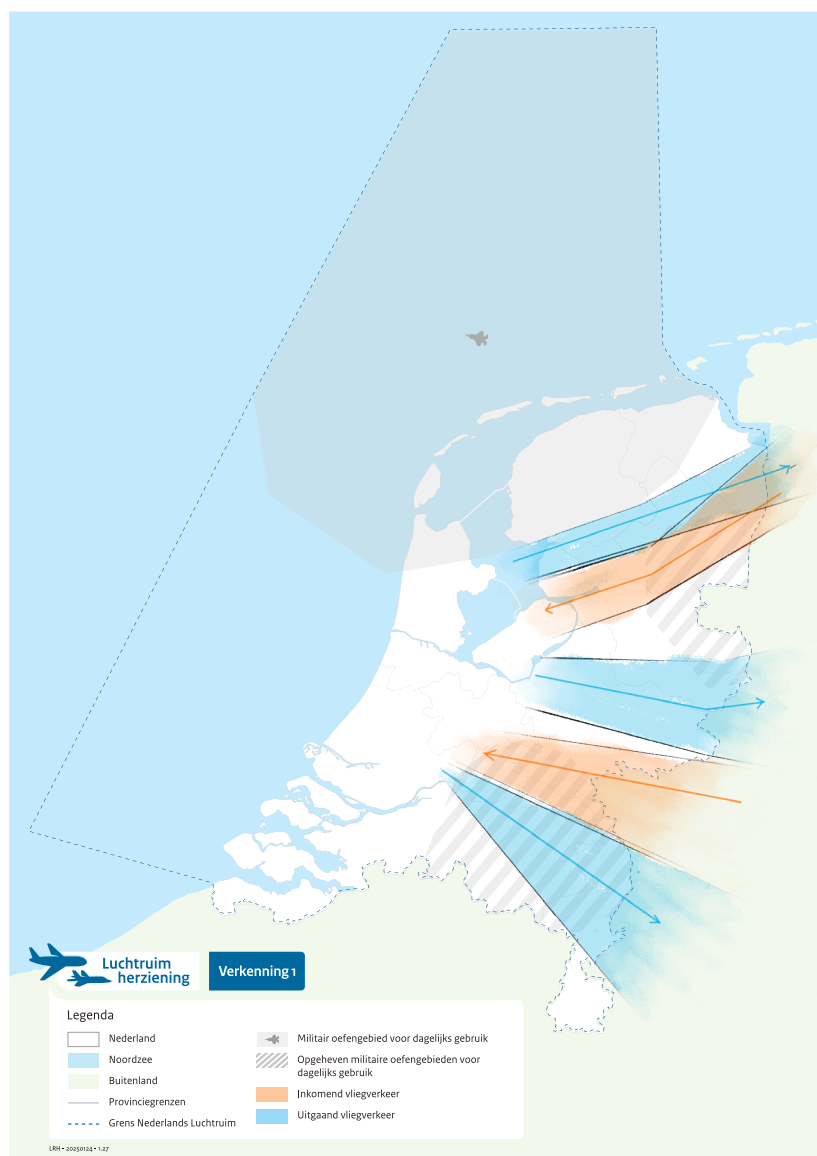 Luchtruim
herziening
Verkenning 1
Legenda
Nederland
Noordzee
Buitenland
Provinciegrenzen
Grens Nederlands Luchtruim
Militair oefengebied voor dagelijks gebruik
Opgeheven militaire oefengebieden voor
dagelijks gebruik
Inkomend vliegverkeer
Uitgaand vliegverkeer
LRH • 20250124 • 1.27